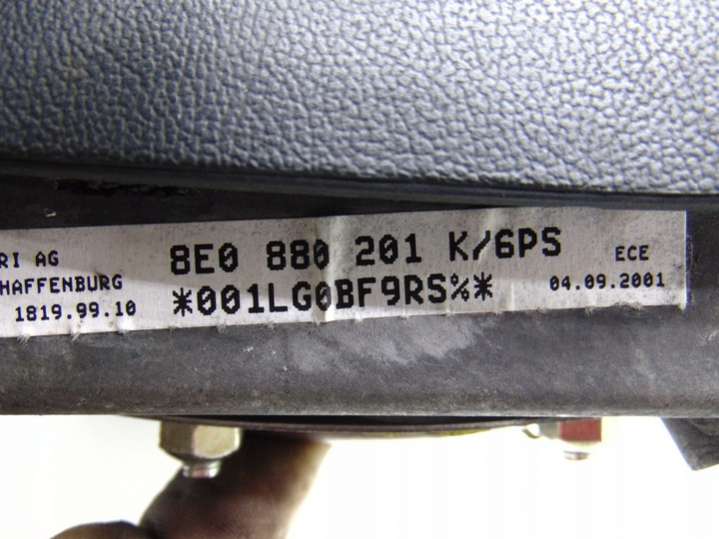 RI AG
HAFFENBURG
1819.99.10
8E0 880 201 K/6PS
*001LG0BF9RS%*
ECE
04.09.2001